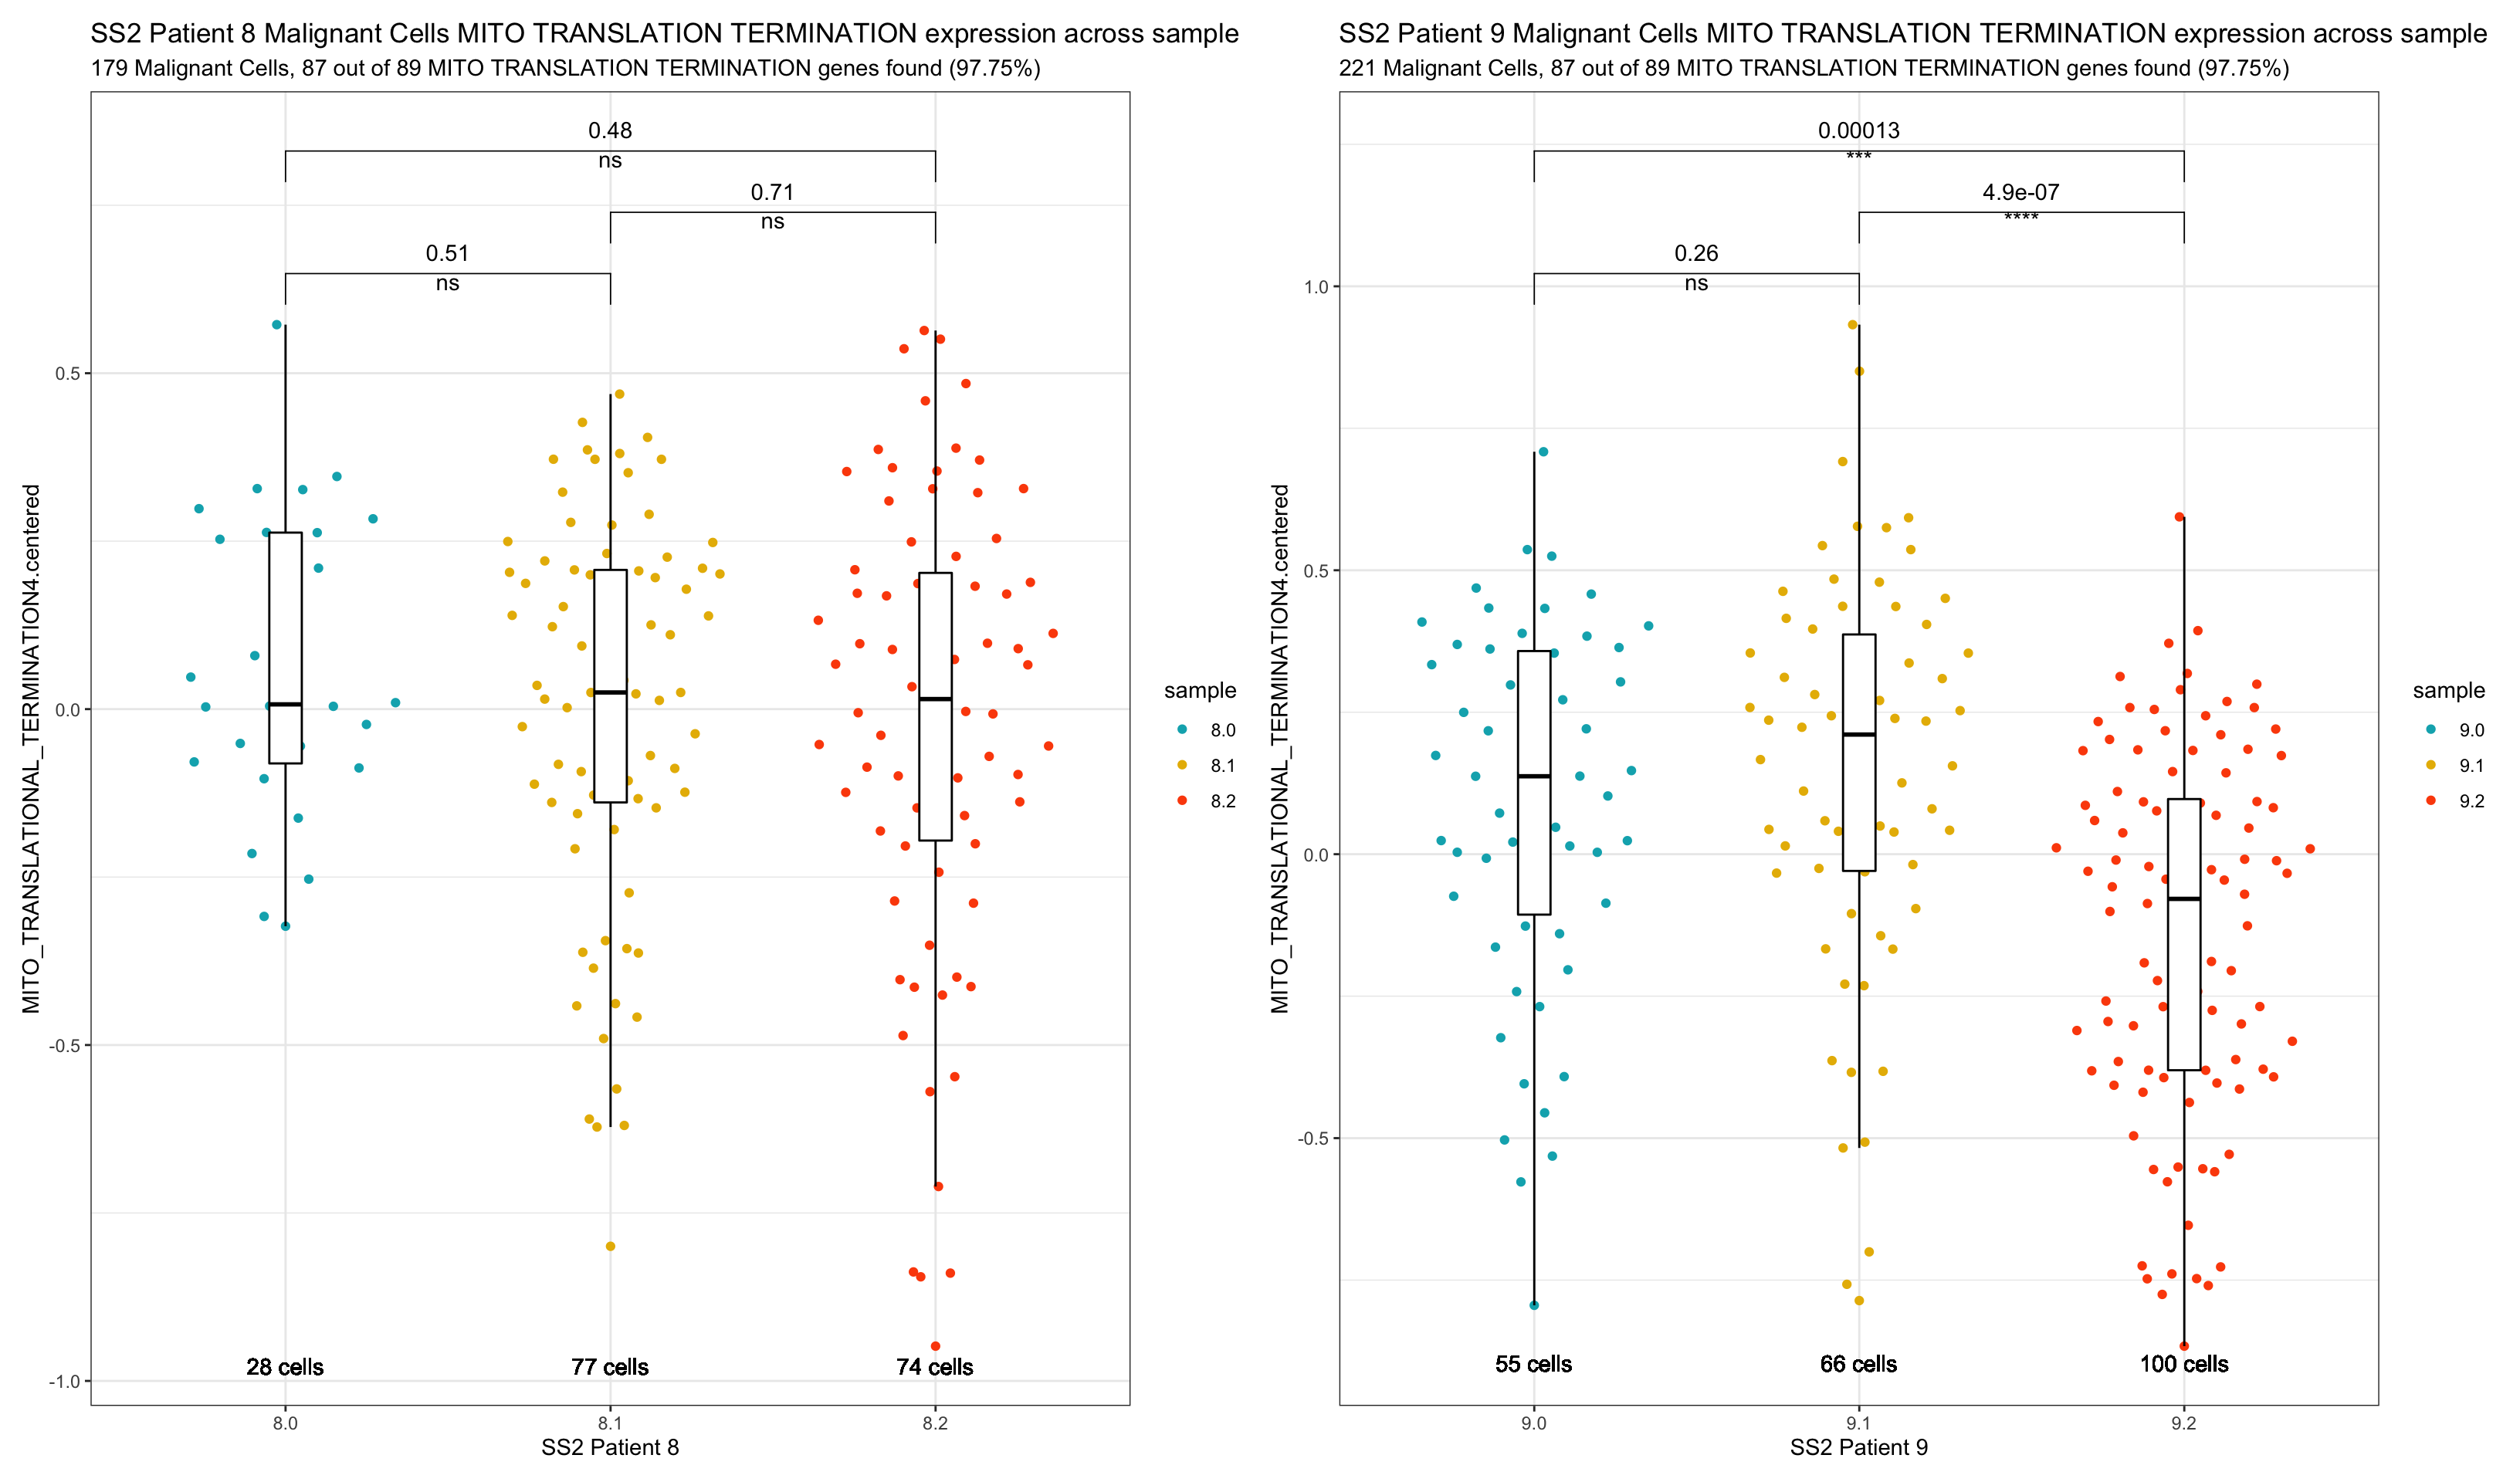 SS2 Patient 8 Malignant Cells MITO TRANSLATION TERMINATION expression across sample
179 Malignant Cells, 87 out of 89 MITO TRANSLATION TERMINATION genes found (97.75%)
0.48
ns
0.71
ns
0.51
ns
0.5
0.0
-0.5
-1.0
MITO_TRANSLATIONAL_TERMINATION4.centered
28 cells
77 cells
74 cells
8.0
8.1
8.2
SS2 Patient 8
sample
8.0
8.1
8.2
SS2 Patient 9 Malignant Cells MITO TRANSLATION TERMINATION expression across sample
221 Malignant Cells, 87 out of 89 MITO TRANSLATION TERMINATION genes found (97.75%)
0.00013
***
4.9e-07
****
0.26
ns
1.0
0.5
0.0
-0.5
MITO_TRANSLATIONAL_TERMINATION4.centered
55 cells
66 cells
100 cells
9.0
9.1
9.2
SS2 Patient 9
sample
9.0
9.1
9.2